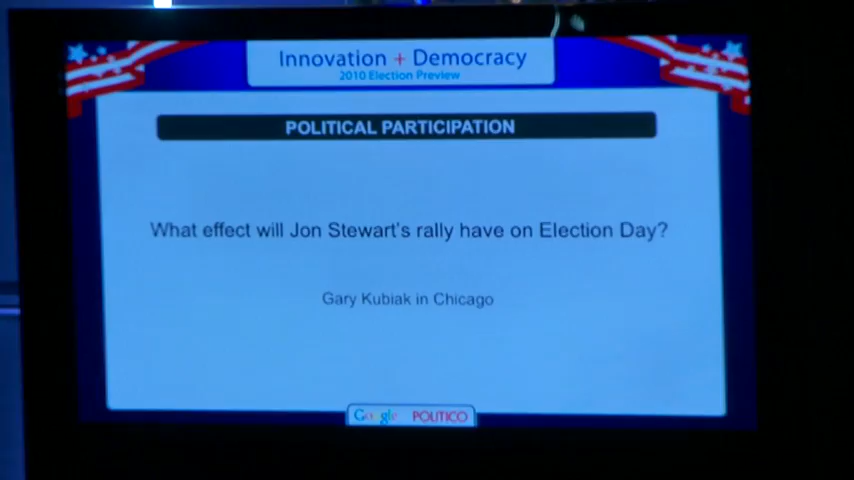 Innovation + Democracy
2010 Election Preview
POLITICAL PARTICIPATION
What effect will Jon Stewart's rally have on Election Day?
Gary Kubiak in Chicago
Google POLITICO